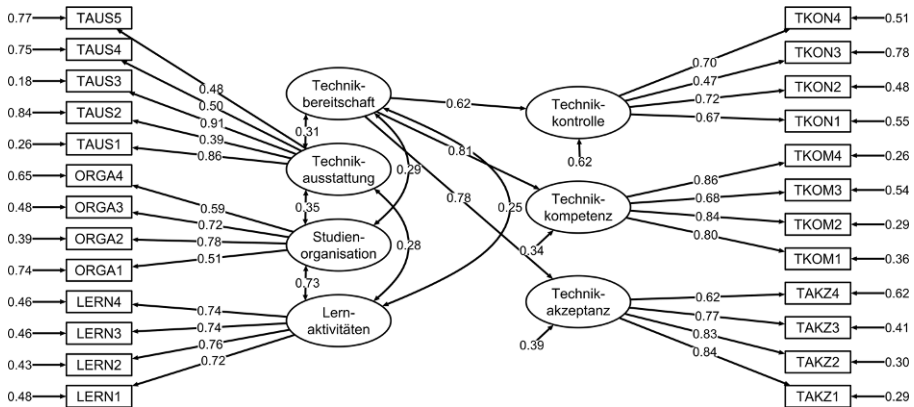 0.77 TAUS5
0.75 TAUS4
0.18 TAUS3
0.84 TAUS2
0.26 TAUS1
0.65 ORGA4
0.48 ORGA3
0.39 ORGA2
0.74 ORGA1
0.46 LERN4
0.46 LERN3
0.43 LERN2
0.48 LERN1
0.48
0.50
0.91
0.39
0.86
0.59
0.72
0.78
0.51
0.74
0.74
0.76
0.72
Technik-
bereitschaft
0.31
Technik-
ausstattung
0.35
Studien-
organisation
0.73
Lern-
aktivitäten
0.29
0.28
0.25
0.62
0.81
0.78
Technik-
kontrolle
0.62
Technik-
kompetenz
0.34
Technik-
akzeptanz
0.39
0.70
0.47
0.72
0.67
0.86
0.68
0.84
0.80
0.62
0.77
0.83
0.84
TKON4 0.51
TKON3 0.78
TKON2 0.48
TKON1 0.55
TKOM4 0.26
TKOM3 0.54
TKOM2 0.29
TKOM1 0.36
TAKZ4 0.62
TAKZ3 0.41
TAKZ2 0.30
TAKZ1 0.29